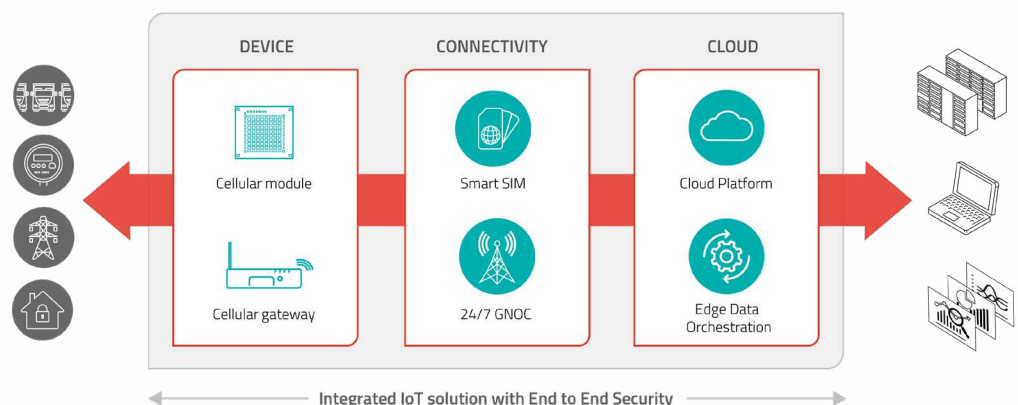 DEVICE
CONNECTIVITY
CLOUD
Cellular module
Smart SIM
Cloud Platform
Cellular gateway
24/7 GNOC
Edge Data
Orchestration
Integrated IoT solution with End to End Security